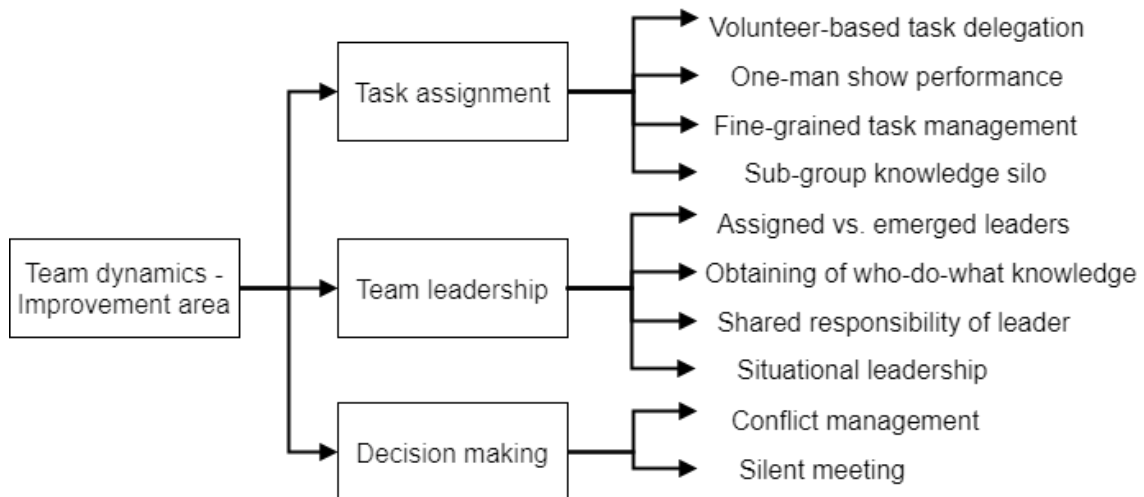 Team dynamics -
Improvement area
Task assignment
Volunteer-based task delegation
One-man show performance
Fine-grained task management
Sub-group knowledge silo
Team leadership
Assigned vs. emerged leaders
Obtaining of who-do-what knowledge
Shared responsibility of leader
Situational leadership
Decision making
Conflict management
Silent meeting